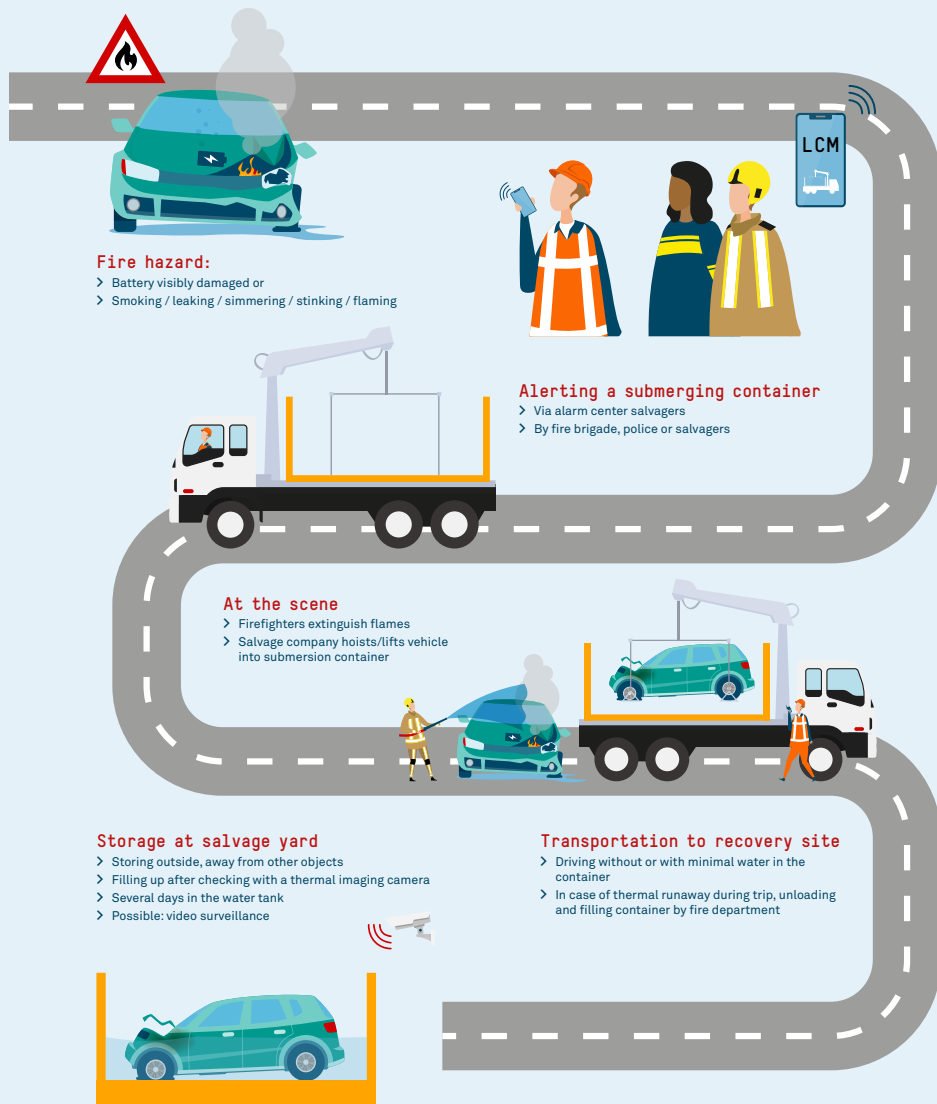 LCM
Fire hazard:
Battery visibly damaged or
Smoking / leaking / simmering / stinking / flaming
Alerting a submerging container
Via alarm center salvagers
By fire brigade, police or salvagers
At the scene
Firefighters extinguish flames
Salvage company hoists/lifts vehicle
into submersion container
Transportation to recovery site
Driving without or with minimal water in the
container
In case of thermal runaway during trip, unloading
and filling container by fire department
Storage at salvage yard
Storing outside, away from other objects
Filling up after checking with a thermal imaging camera
Several days in the water tank
Possible: video surveillance